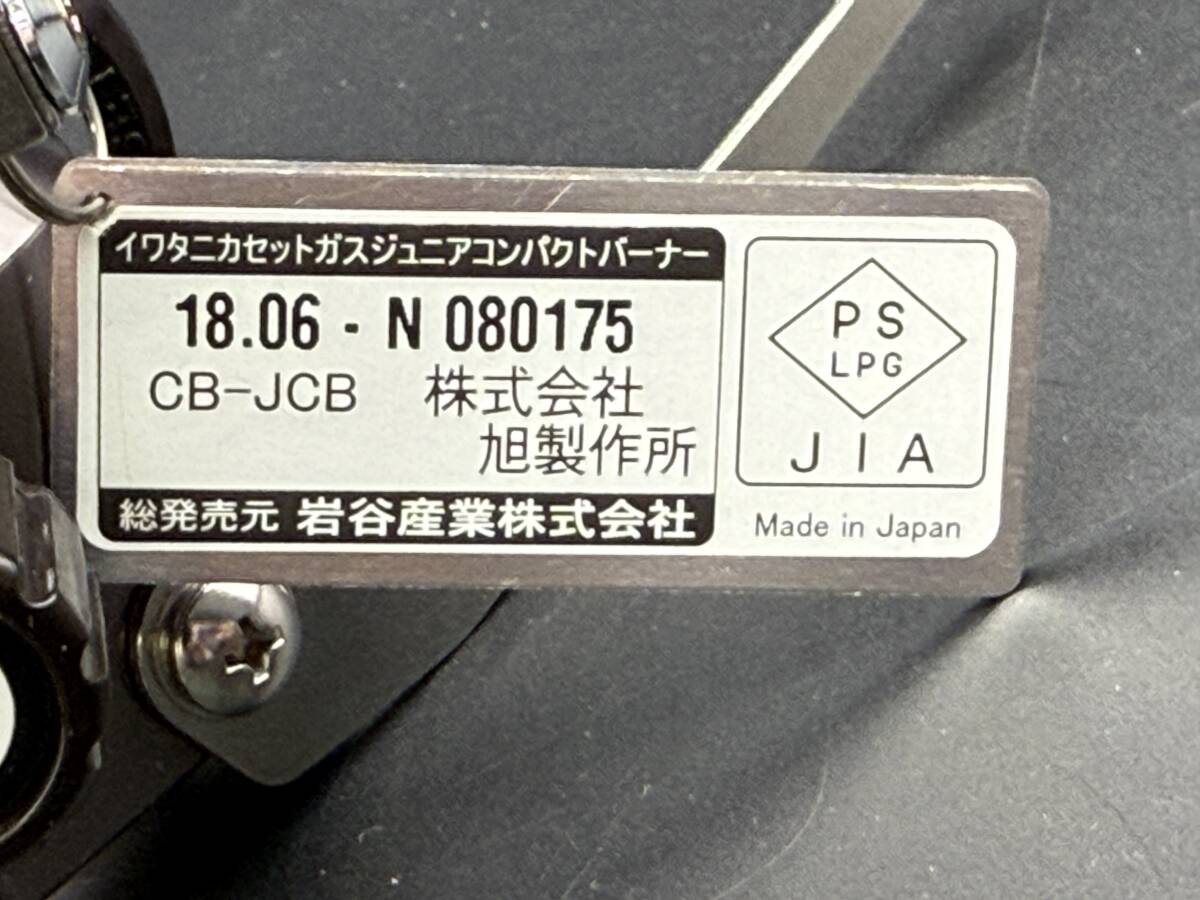 イワタニカセットガスジュニアコンパクトバーナー
18.06 - N 080175
CB-JCB 株式会社
旭製作所
総発売元 岩谷産業株式会社
PS
LPG
JIA
Made in Japan